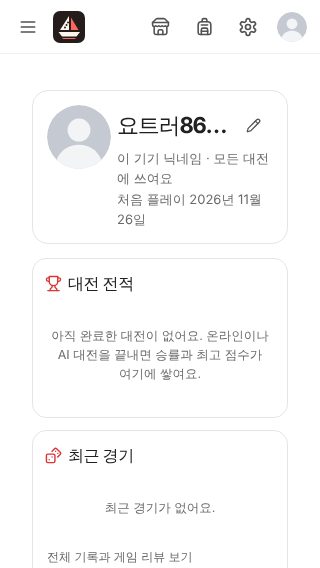 요트러86…
이 기기 닉네임 · 모든 대전
에 쓰여요
처음 플레이 2026년 11월
26일
대전 전적
아직 완료한 대전이 없어요. 온라인이나
AI 대전을 끝내면 승률과 최고 점수가
여기에 쌓여요.
최근 경기
최근 경기가 없어요.
전체 기록과 게임 리뷰 보기